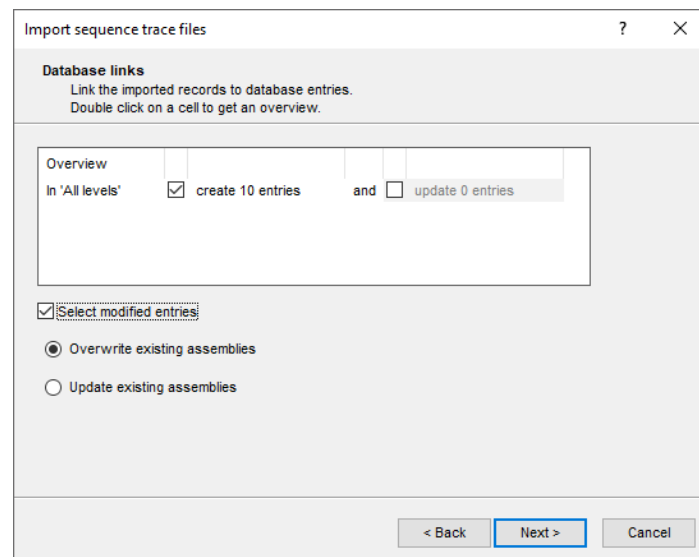 Import sequence trace files
Database links
Link the imported records to database entries.
Double click on a cell to get an overview.
Overview
In 'All levels' create 10 entries and update 0 entries
Select modified entries
Overwrite existing assemblies
Update existing assemblies
< Back Next > Cancel